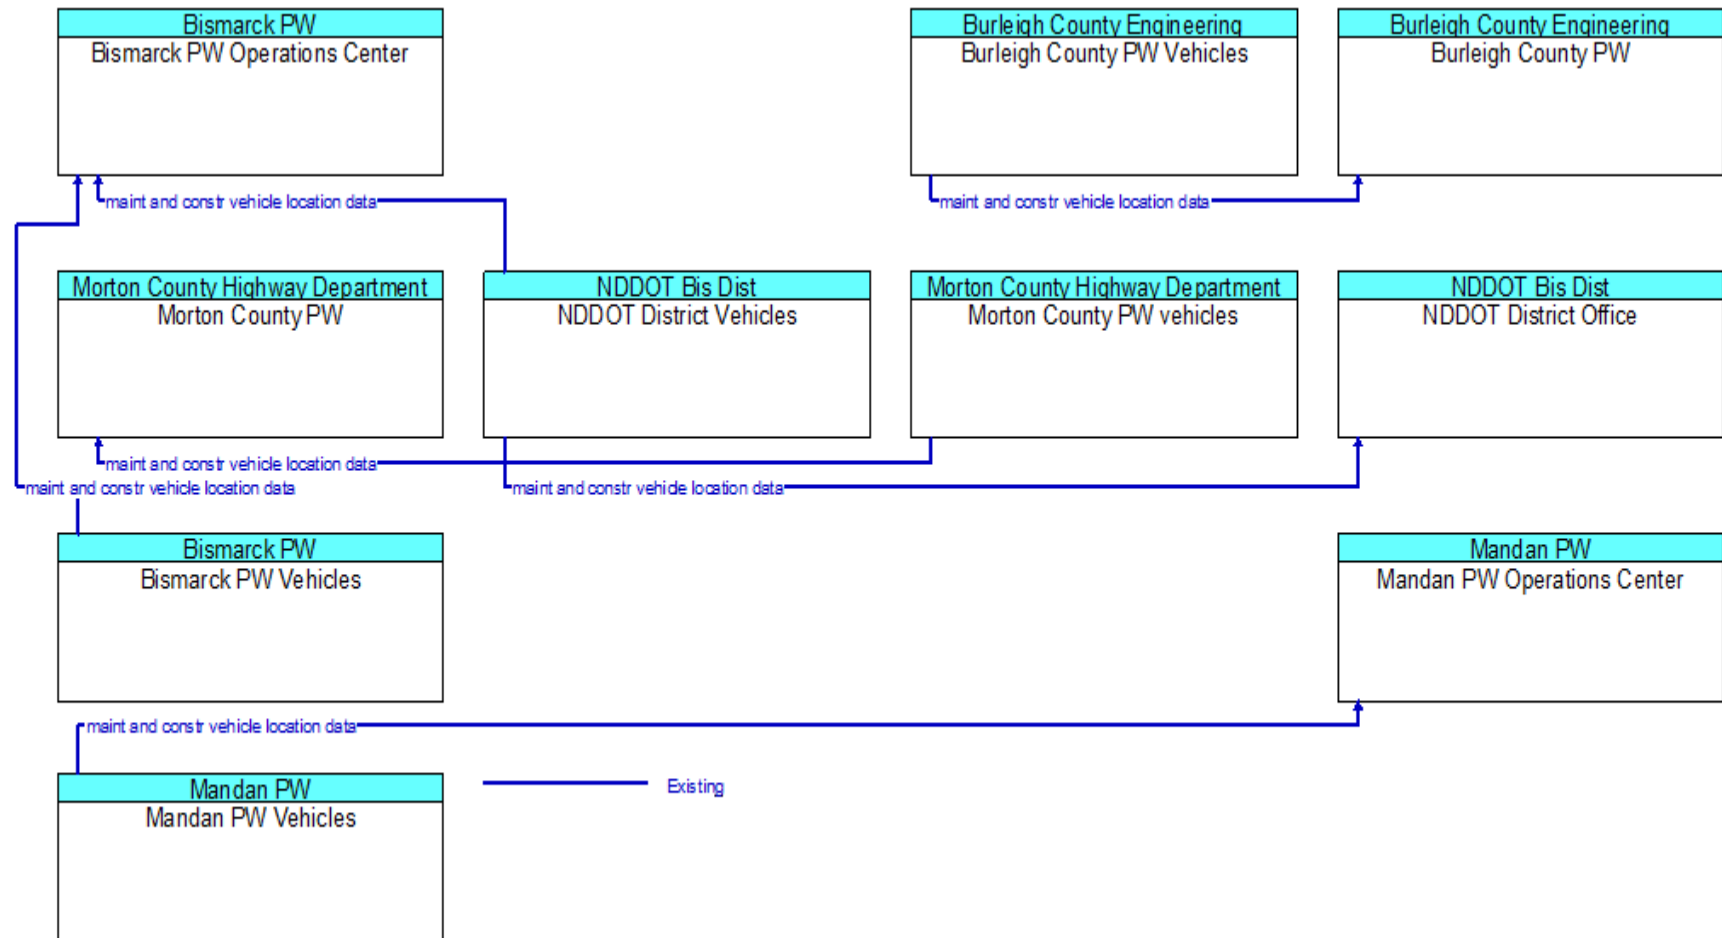 Bismarck PW
Bismarck PW Operations Center
Burleigh County Engineering
Burleigh County PW Vehicles
Burleigh County Engineering
Burleigh County PW
maint and constr vehicle location data
maint and constr vehicle location data
Morton County Highway Department
Morton County PW
NDDOT Bis Dist
NDDOT District Vehicles
Morton County Highway Department
Morton County PW vehicles
NDDOT Bis Dist
NDDOT District Office
maint and constr vehicle location data
maint and constr vehicle location data
maint and constr vehicle location data
Bismarck PW
Bismarck PW Vehicles
Mandan PW
Mandan PW Operations Center
maint and constr vehicle location data
Mandan PW
Mandan PW Vehicles
Existing